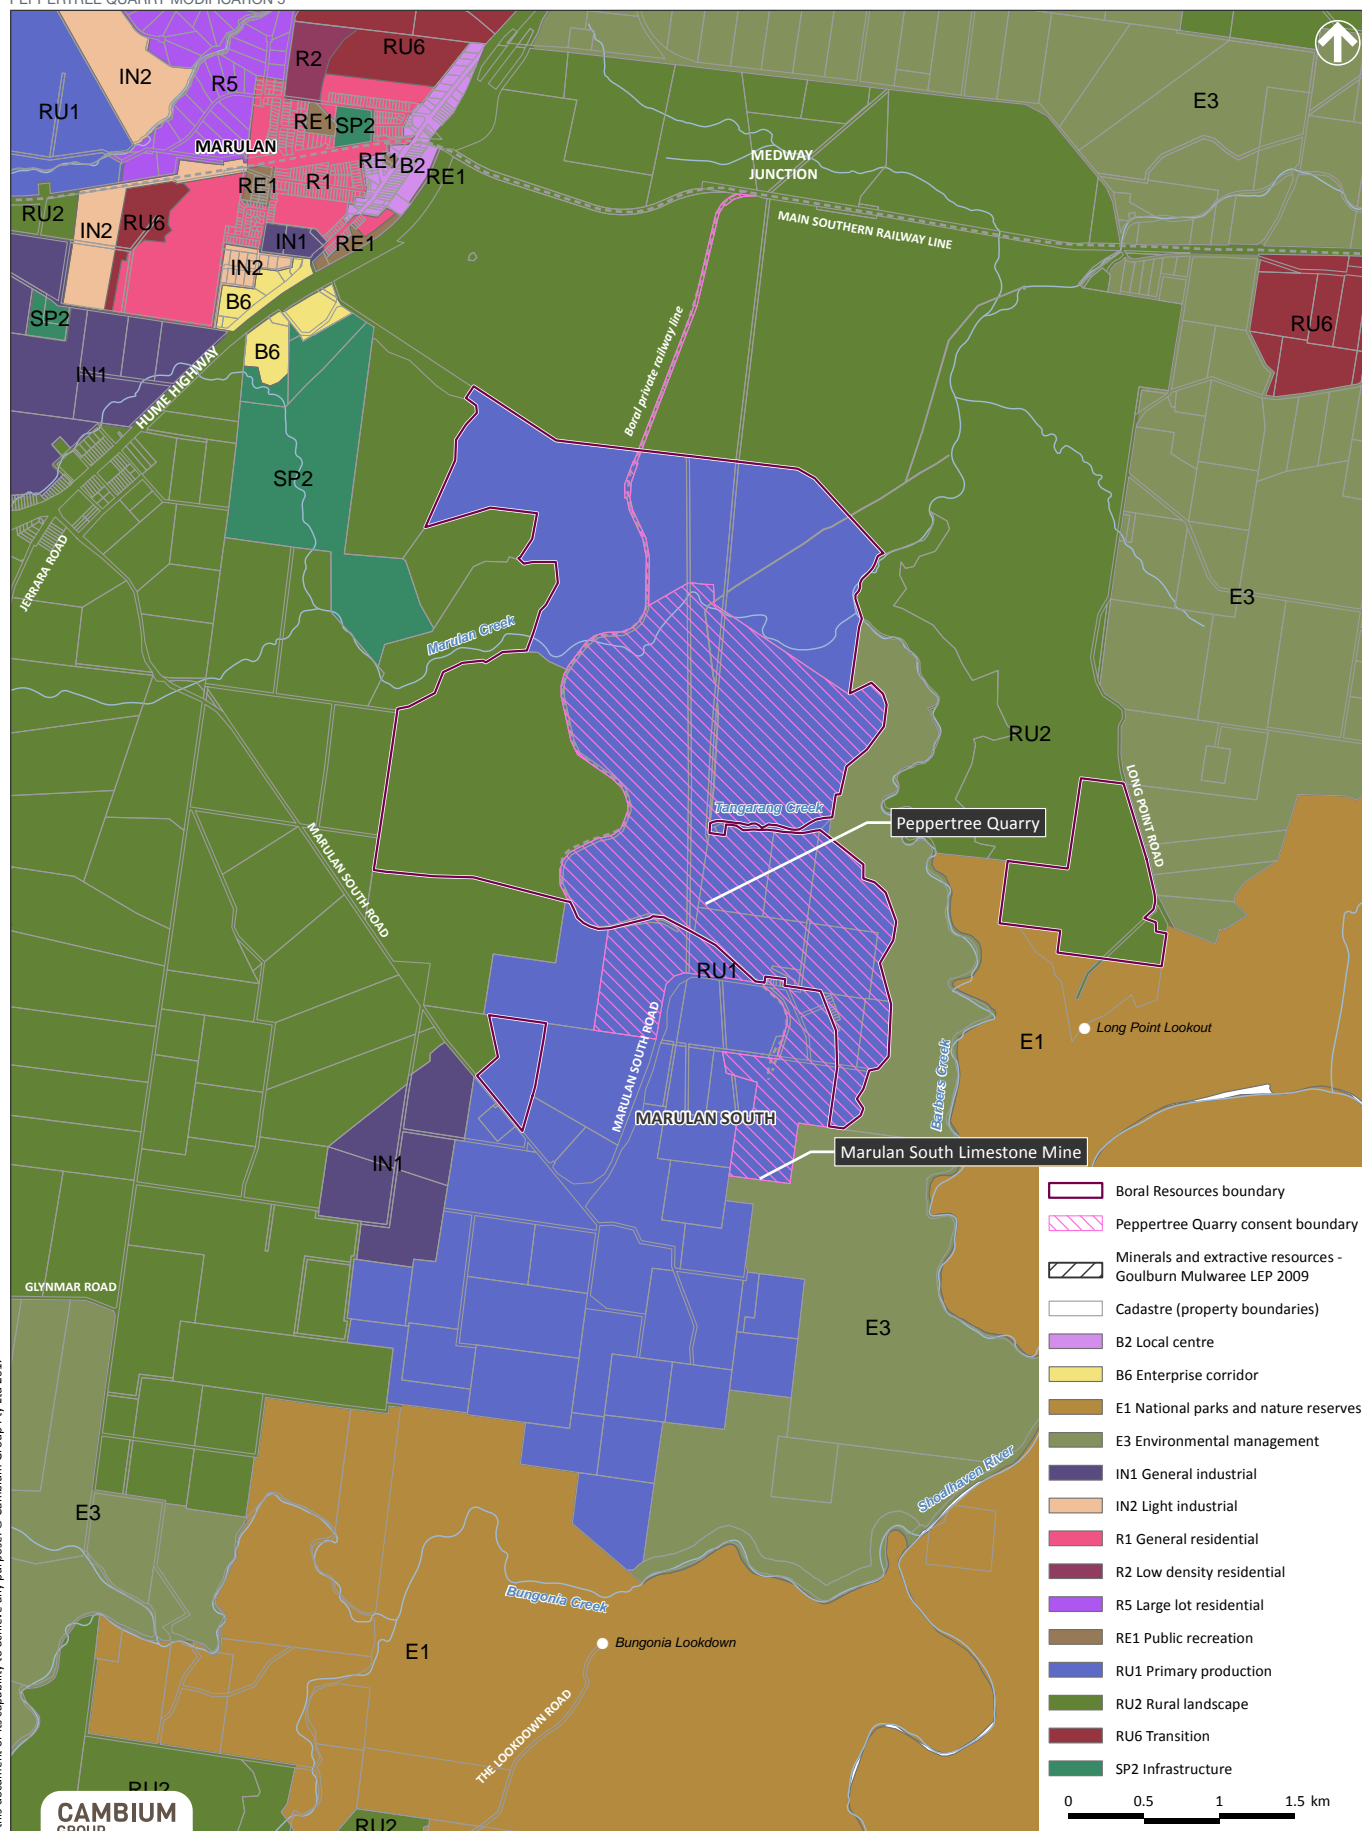 PEPPERTREE QUARRY MODIFICATION 5
IN2
R5
R2
RU6
E3
RU1
RE1
SP2
MARULAN
RE1
B2
RE1
MEDWAY
JUNCTION
RE1
R1
RU2
IN2
RU6
MAIN SOUTHERN RAILWAY LINE
IN1
RE1
IN2
B6
SP2
RU6
B6
IN1
HUME HIGHWAY
Boral private railway line
SP2
JERRARA ROAD
E3
Marulan Creek
RU2
LONG POINT ROAD
Tangarang Creek
Peppertree Quarry
MARULAN SOUTH ROAD
RU1
Long Point Lookout
E1
MARULAN SOUTH ROAD
Barbers Creek
MARULAN SOUTH
IN1
Marulan South Limestone Mine
GLYNMAR ROAD
E3
Shoalhaven River
E3
Bungonia Creek
E1
Bungonia Lookdown
THE LOOKDOWN ROAD
RU2
RU2
CAMBIUM
GROUP
Boral Resources boundary
Peppertree Quarry consent boundary
Minerals and extractive resources -
Goulburn Mulwaree LEP 2009
Cadastre (property boundaries)
B2 Local centre
B6 Enterprise corridor
E1 National parks and nature reserves
E3 Environmental management
IN1 General industrial
IN2 Light industrial
R1 General residential
R2 Low density residential
R5 Large lot residential
RE1 Public recreation
RU1 Primary production
RU2 Rural landscape
RU6 Transition
SP2 Infrastructure
0 0.5 1 1.5 km